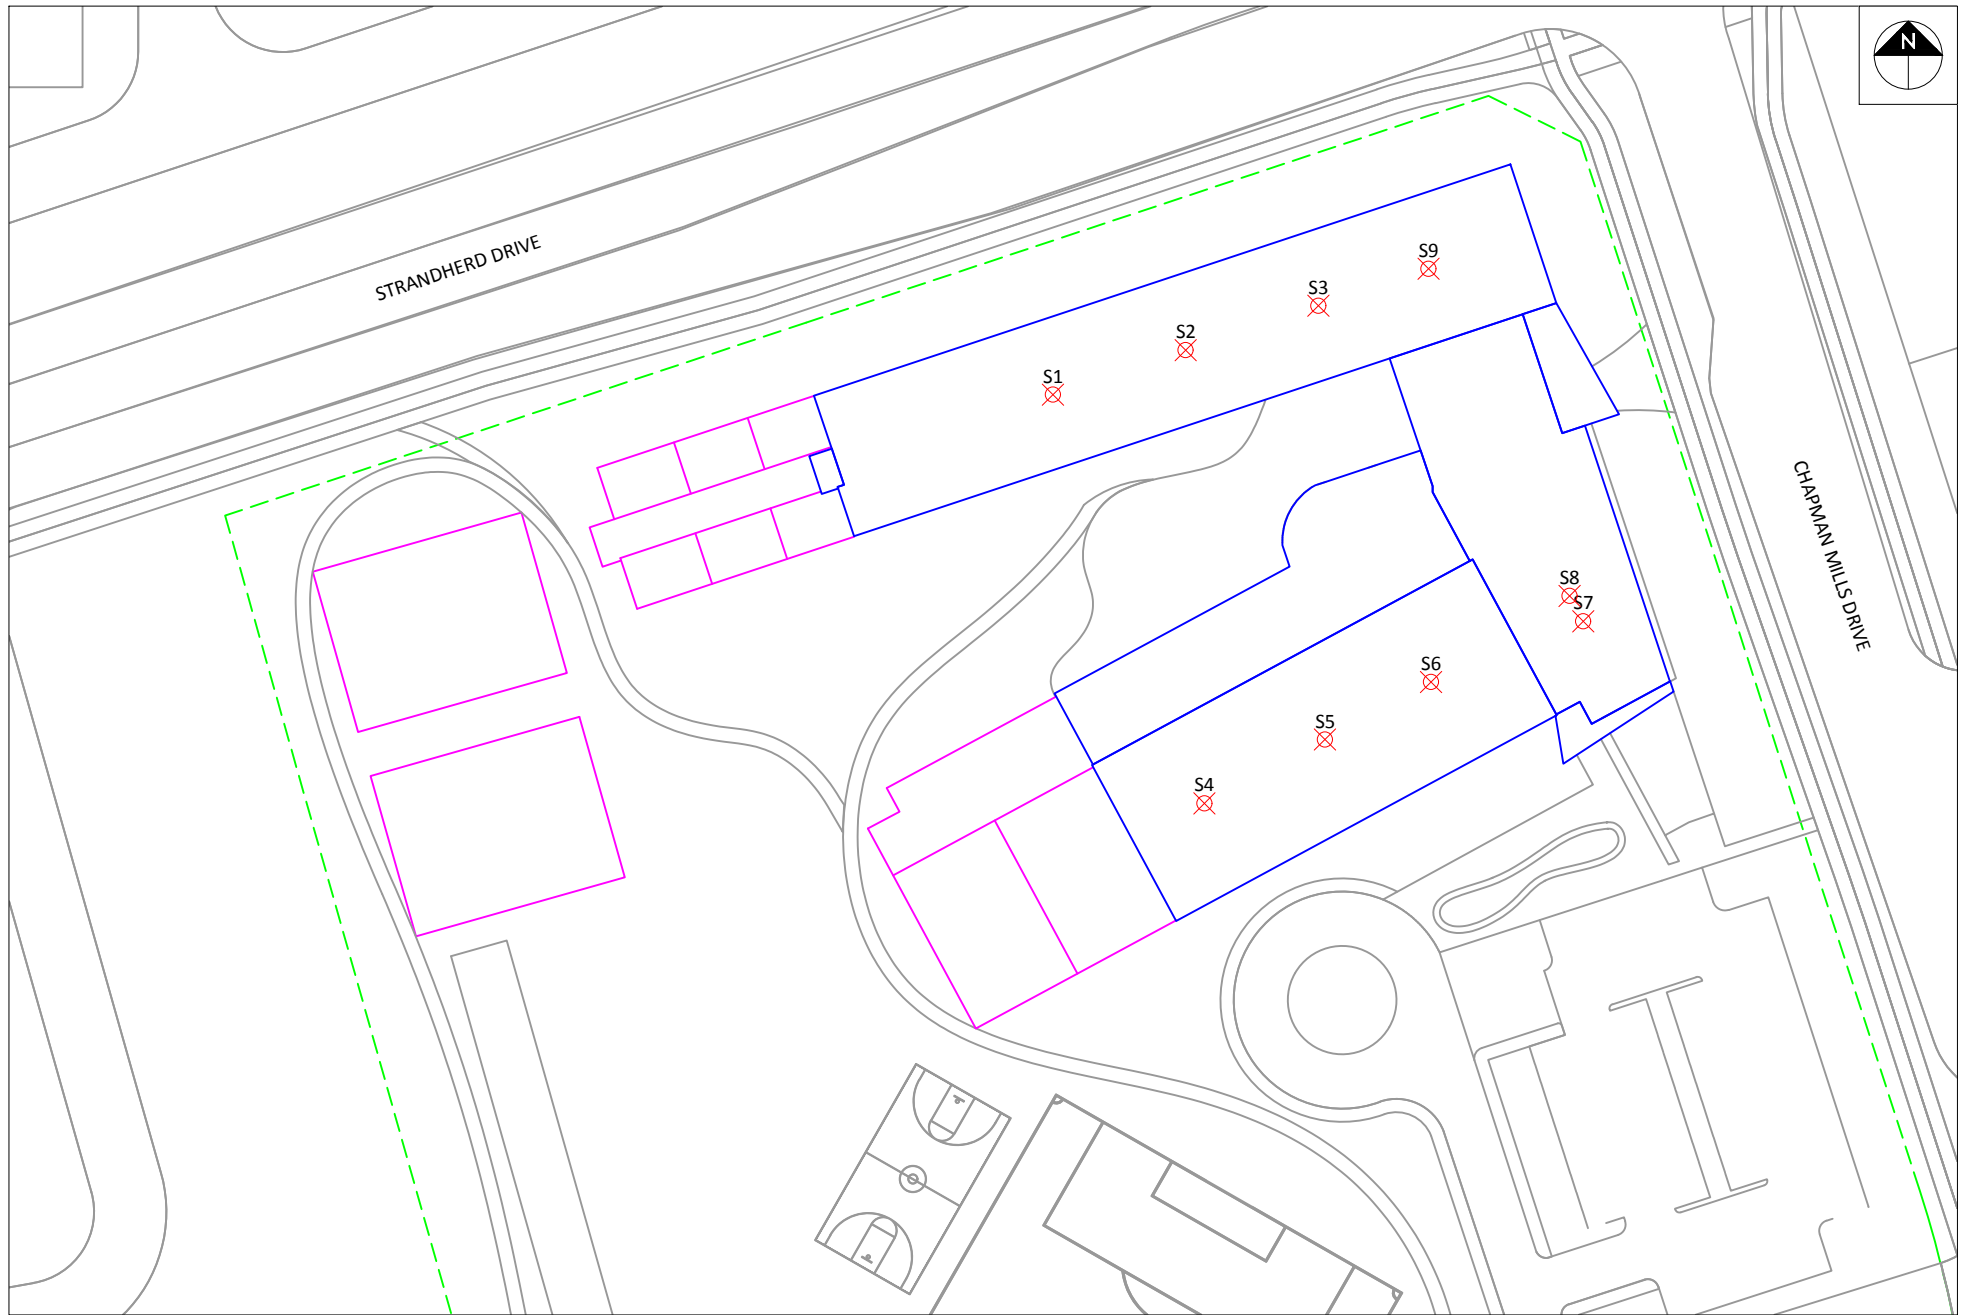 N
STRANDHERD DRIVE
S9
S3
S2
S1
CHAPMAN MILLS DRIVE
S8
S7
S6
S5
S4